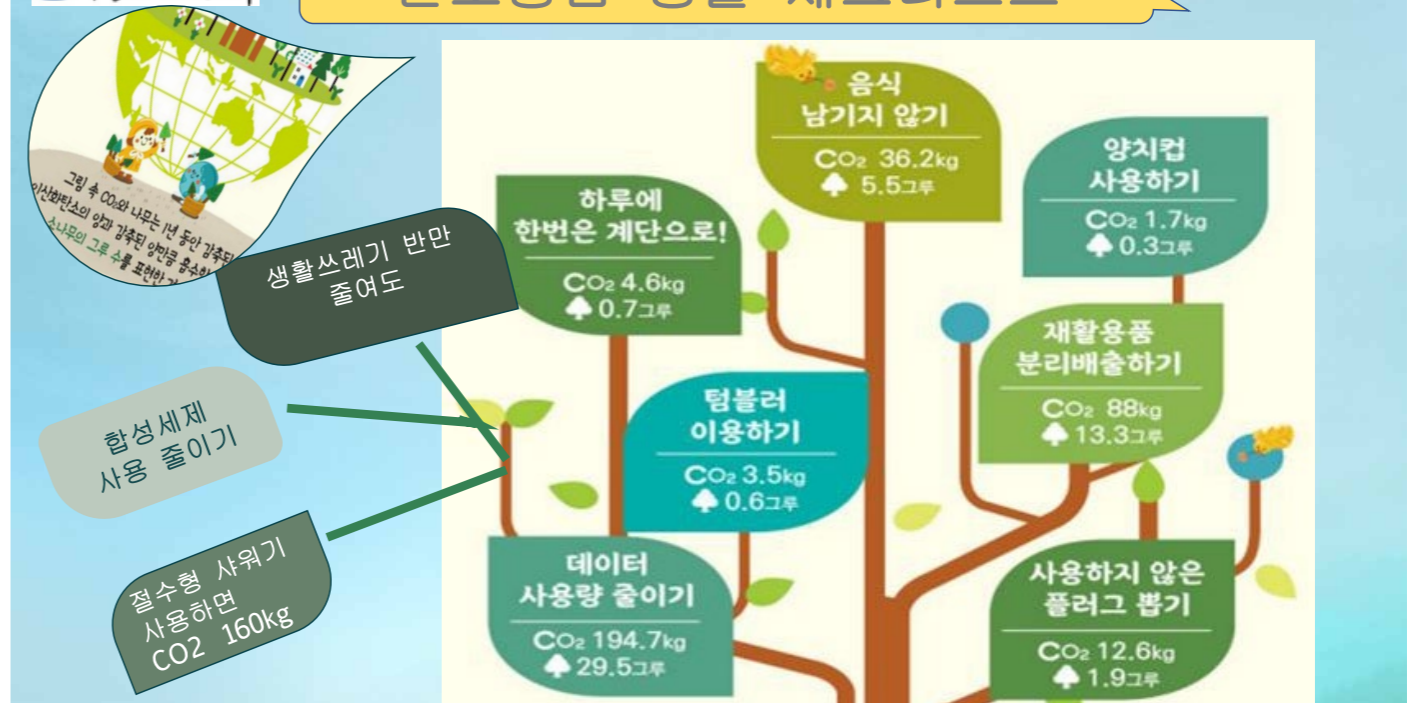 그림 속 CO₂와 나무는 1년 동안 감축된
이산화탄소의 양과 감축된 양만큼 흡수한
소나무의 그루 수를 표현한
생활쓰레기 반만
줄여도
합성세제
사용 줄이기
절수형 샤워기
사용하면
CO2 160kg
음식
남기지 않기
CO₂ 36.2kg
5.5그루
양치컵
사용하기
CO₂ 1.7kg
0.3그루
하루에
한번은 계단으로!
CO₂ 4.6kg
0.7그루
재활용품
분리배출하기
CO₂ 88kg
13.3그루
텀블러
이용하기
CO₂ 3.5kg
0.6그루
데이터
사용량 줄이기
CO₂ 194.7kg
29.5그루
사용하지 않은
플러그 뽑기
CO₂ 12.6kg
1.9그루